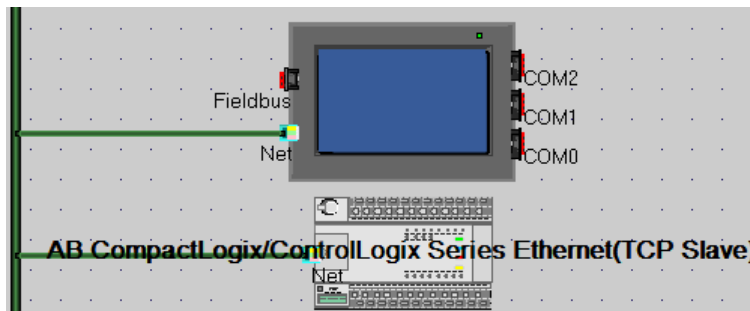 COM2
Fieldbus
COM1
Net
COM0
AB CompactLogix/ControlLogix Series Ethernet(TCP Slave)
Net